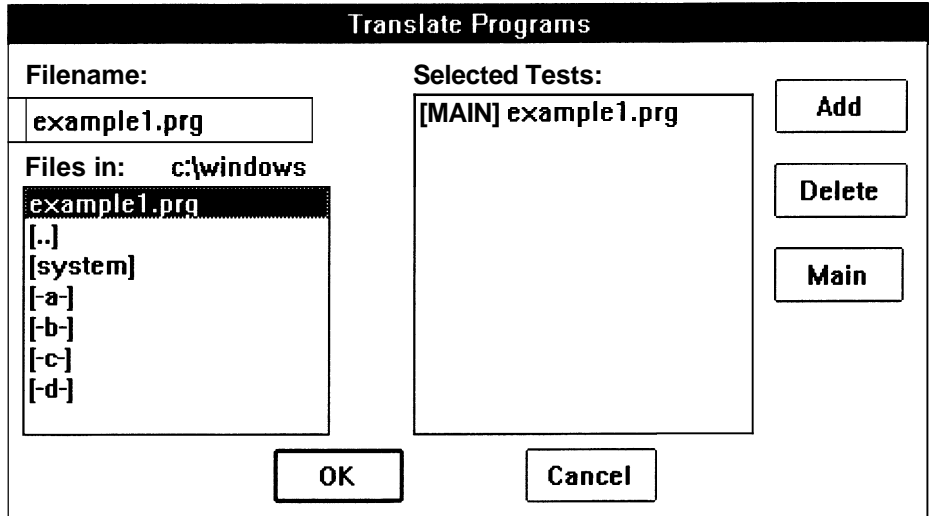 Translate Programs
Filename:
example1.prg
Files in: c:\windows
example1.prg
[..]
[system]
[-a-]
[-b-]
[-c-]
[-d-]
Selected Tests:
[MAIN] example1.prg
Add
Delete
Main
OK
Cancel